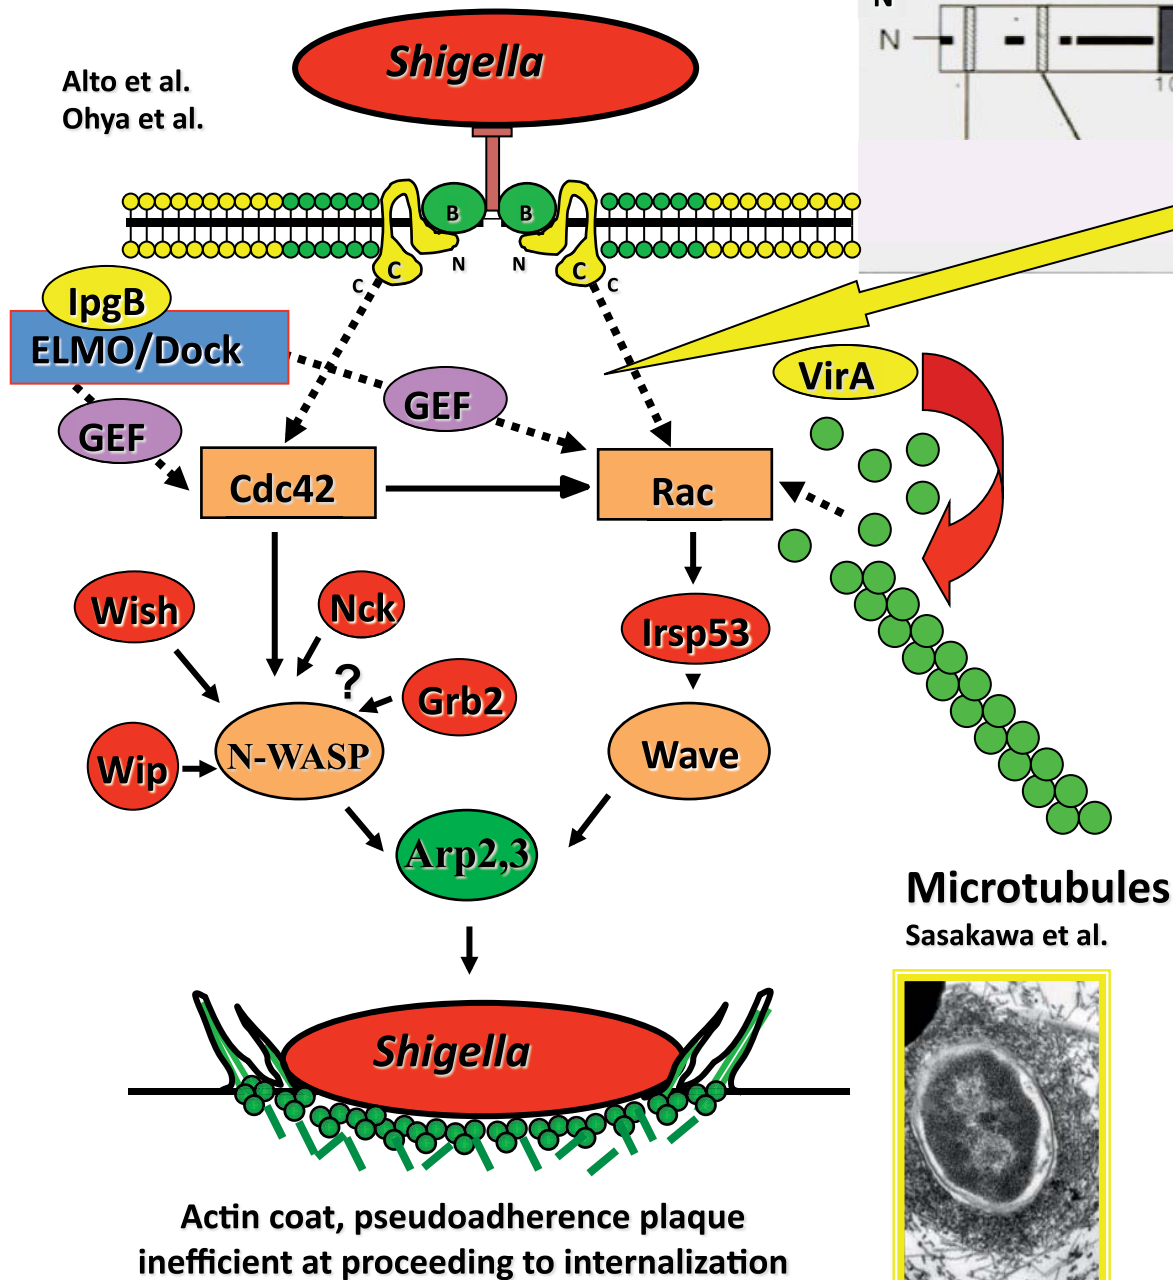 Shigella
N
N
10
Alto et al.
Ohya et al.
B
B
N
N
C
C
C
C
IpgB
ELMO/Dock
GEF
GEF
VirA
Cdc42
Rac
Wish
Nck
Irsp53
?
Grb2
Wip
N-WASP
Wave
Arp2,3
Microtubules
Sasakawa et al.
Shigella
Actin coat, pseudoadherence plaque
inefficient at proceeding to internalization